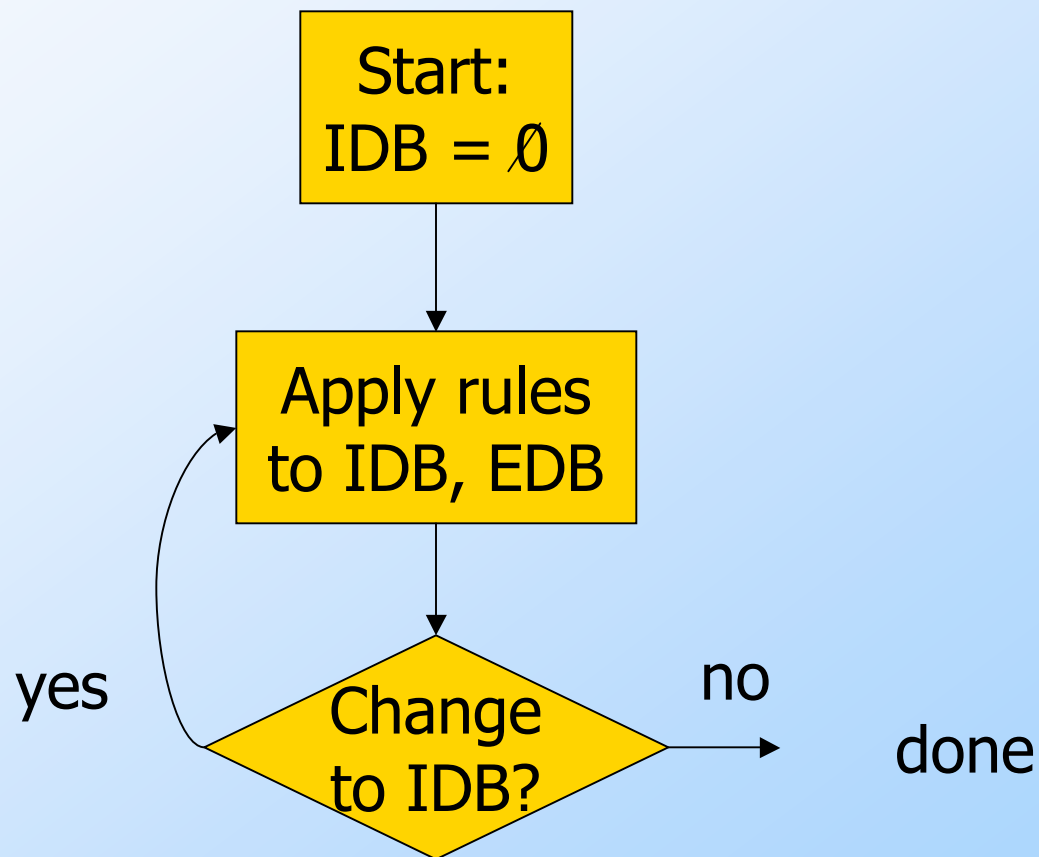 Start:
IDB = ∅
Apply rules
to IDB, EDB
yes
no
Change
to IDB?
done